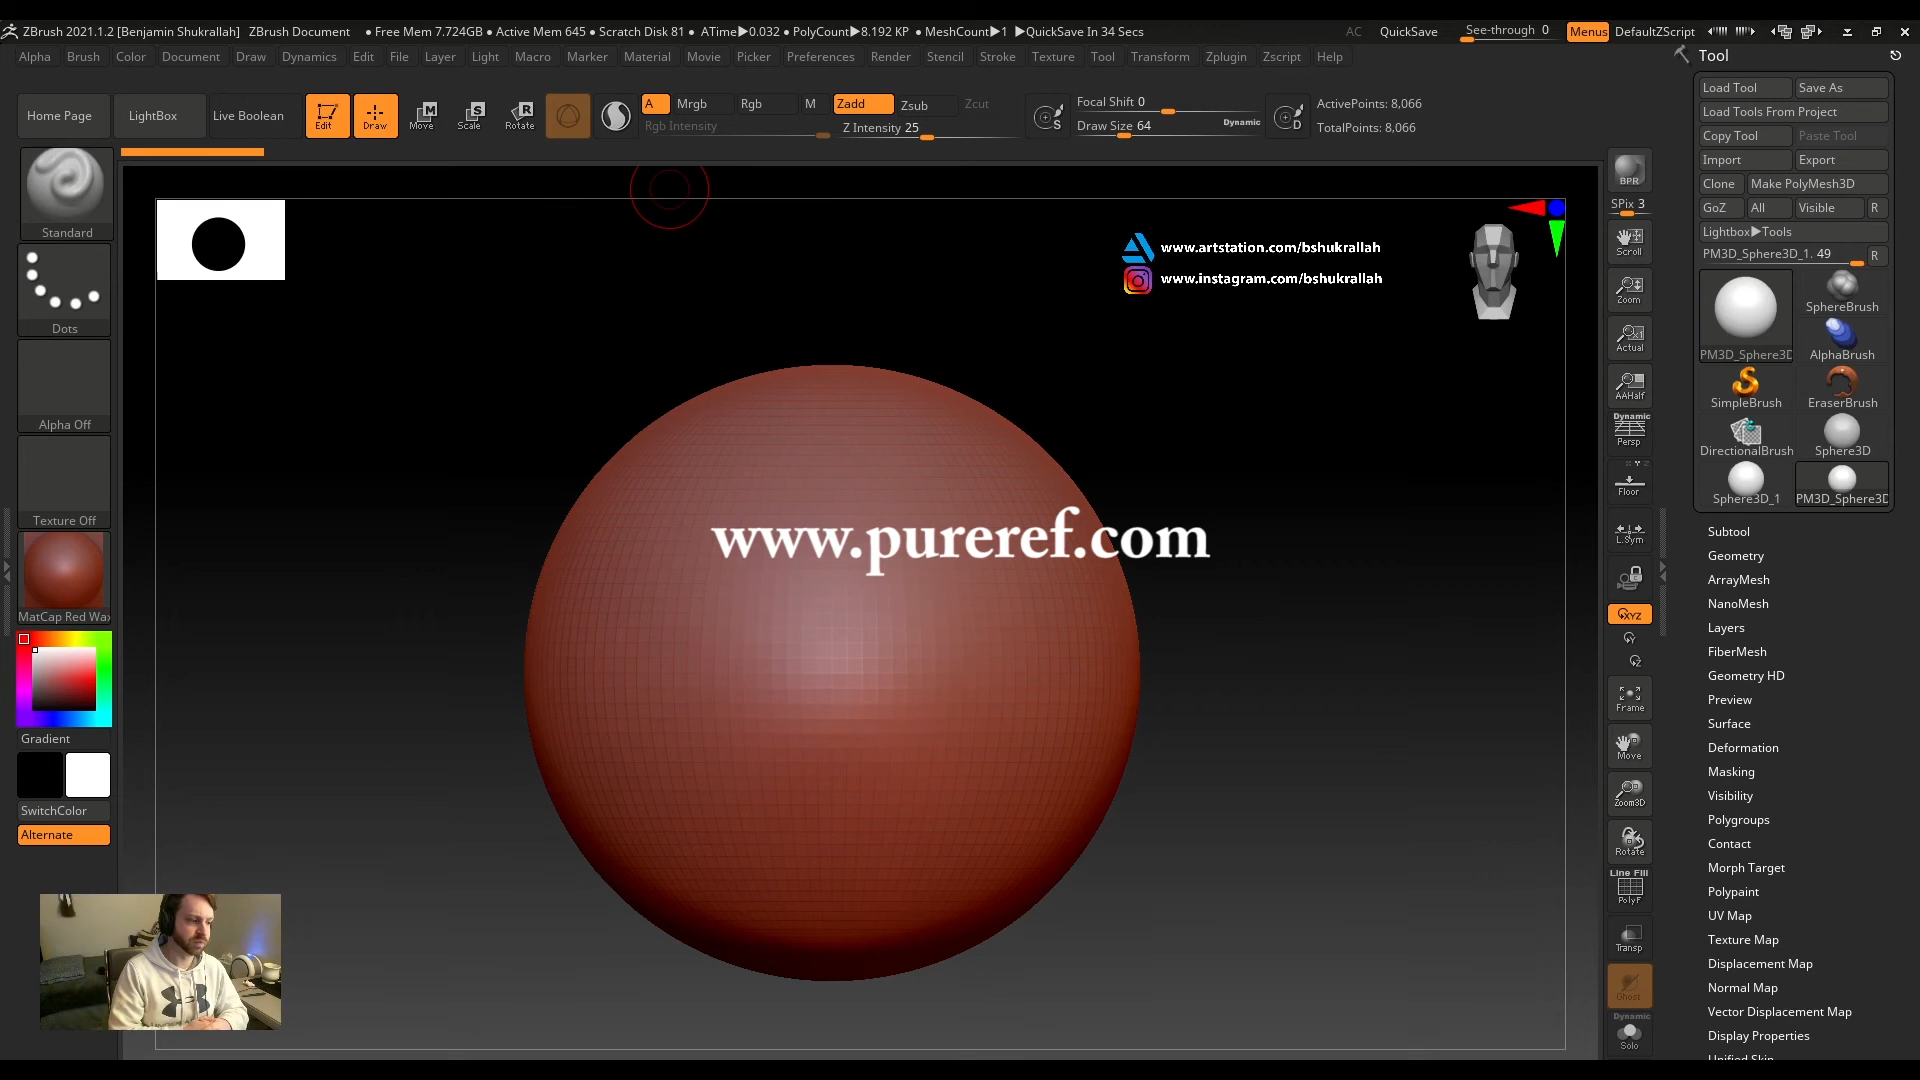 ZBrush 2021.1.2 [Benjamin Shukrallah] ZBrush Document • Free Mem 7.724GB • Active Mem 645 • Scratch Disk 81 • ATime▶0.032 • PolyCount▶8.192 KP • MeshCount▶1 ▶QuickSave In 34 Secs AC QuickSave See-through 0 Menus DefaultZScript
Alpha Brush Color Document Draw Dynamics Edit File Layer Light Macro Marker Material Movie Picker Preferences Render Stencil Stroke Texture Tool Transform Zplugin Zscript Help
Home Page LightBox Live Boolean Edit Draw Move Scale Rotate
A Mrgb Rgb M Zadd Zsub Zcut
Rgb Intensity Z Intensity 25
S
Focal Shift 0
Draw Size 64 Dynamic
D
ActivePoints: 8,066
TotalPoints: 8,066
Standard
Dots
Alpha Off
Texture Off
MatCap Red Wax
Gradient
SwitchColor
Alternate
www.artstation.com/bshukrallah
www.instagram.com/bshukrallah
www.pureref.com
BPR
SPix 3
Scroll
Zoom
Actual
AAHalf
Dynamic
Persp
Floor
L.Sym
XYZ
Y
Z
Frame
Move
Zoom3D
Rotate
Line Fill
PolyF
Transp
Ghost
Dynamic
Solo
Tool
Load Tool Save As
Load Tools From Project
Copy Tool Paste Tool
Import Export
Clone Make PolyMesh3D
GoZ All Visible R
Lightbox▶Tools
PM3D_Sphere3D_1. 49 R
PM3D_Sphere3D SphereBrush
AlphaBrush
SimpleBrush EraserBrush
DirectionalBrush Sphere3D
Sphere3D_1 PM3D_Sphere3D
Subtool
Geometry
ArrayMesh
NanoMesh
Layers
FiberMesh
Geometry HD
Preview
Surface
Deformation
Masking
Visibility
Polygroups
Contact
Morph Target
Polypaint
UV Map
Texture Map
Displacement Map
Normal Map
Vector Displacement Map
Display Properties
Unified Skin